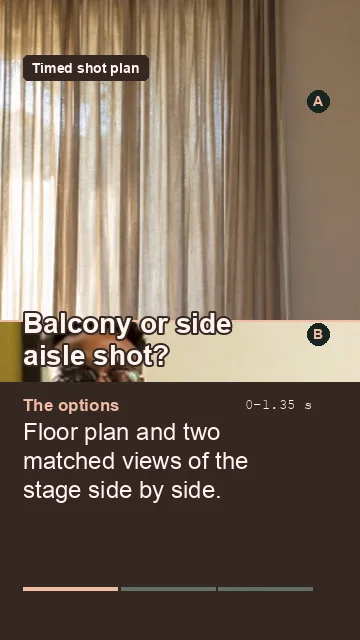 Timed shot plan
A
Balcony or side
aisle shot?
B
The options
0–1.35 s
Floor plan and two
matched views of the
stage side by side.